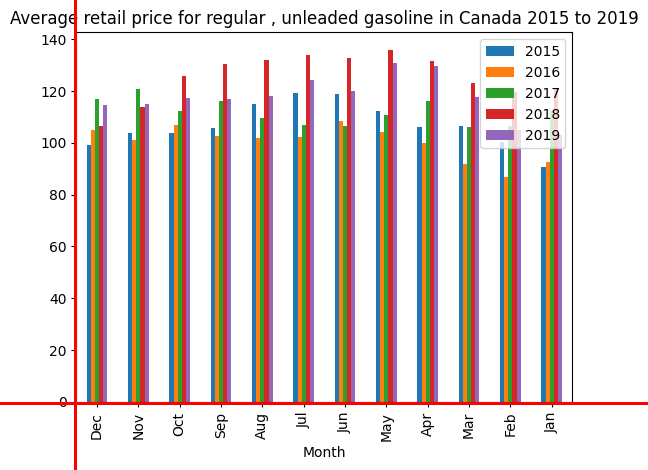 Average retail price for regular , unleaded gasoline in Canada 2015 to 2019
140
120
100
80
60
40
20
0
2015
2016
2017
2018
2019
Dec
Nov
Oct
Sep
Aug
Jul
Jun
May
Apr
Mar
Feb
Jan
Month